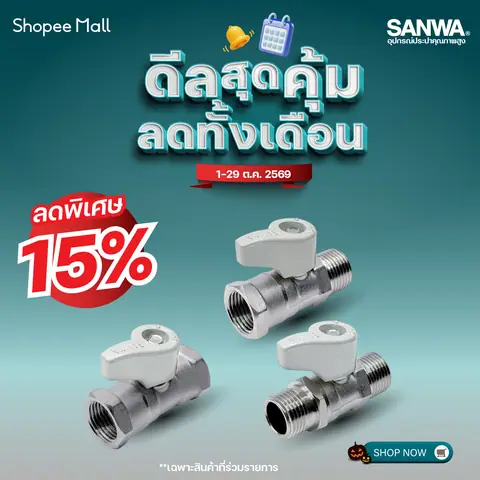 Shopee Mall
SANWA®
อุปกรณ์ประปาคุณภาพสูง
ดีลสุดคุ้ม
ลดทั้งเดือน
1-29 ต.ค. 2569
ลดพิเศษ
15%
SHOP NOW
**เฉพาะสินค้าที่ร่วมรายการ